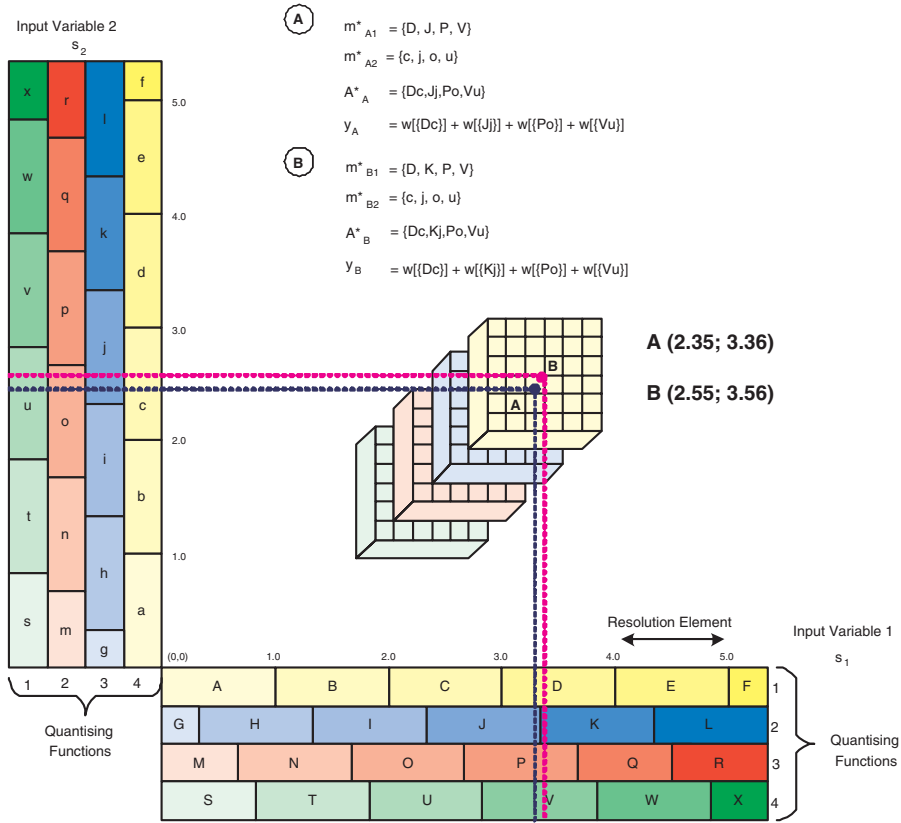 Input Variable 2
s2
A
m*A1 = {D, J, P, V}
m*A2 = {c, j, o, u}
A*A = {Dc,Jj,Po,Vu}
yA = w[{Dc}] + w[{Jj}] + w[{Po}] + w[{Vu}]
B
m*B1 = {D, K, P, V}
m*B2 = {c, j, o, u}
A*B = {Dc,Kj,Po,Vu}
yB = w[{Dc}] + w[{Kj}] + w[{Po}] + w[{Vu}]
x
w
v
u
t
s
r
q
p
o
n
m
l
k
j
i
h
g
f
e
d
c
b
a
5.0
4.0
3.0
2.0
1.0
A (2.35; 3.36)
B (2.55; 3.56)
B
A
Resolution Element
Input Variable 1
s1
(0,0) 1.0 2.0 3.0 4.0 5.0
1 2 3 4
Quantising
Functions
A B C D E F 1
G H I J K L 2
M N O P Q R 3
S T U V W X 4
Quantising
Functions